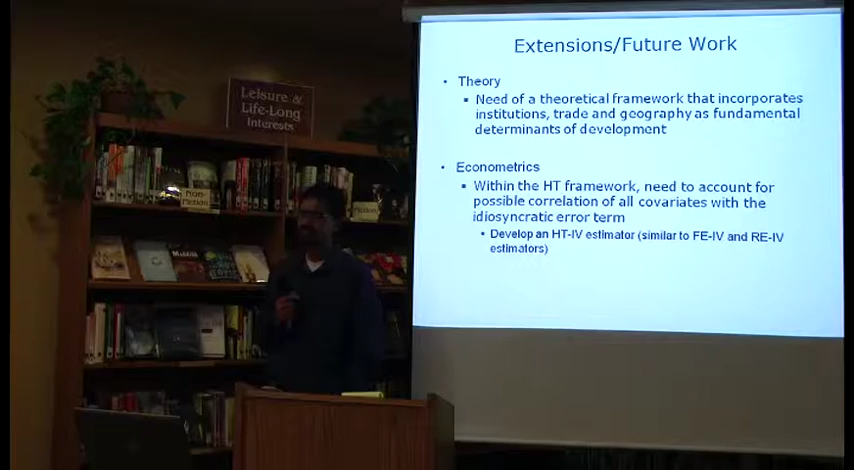 Extensions/Future Work
• Theory
▪ Need of a theoretical framework that incorporates
institutions, trade and geography as fundamental
determinants of development
• Econometrics
▪ Within the HT framework, need to account for
possible correlation of all covariates with the
idiosyncratic error term
• Develop an HT-IV estimator (similar to FE-IV and RE-IV
estimators)
Leisure &
Life-Long
Interests
Non-
Fiction
Fiction